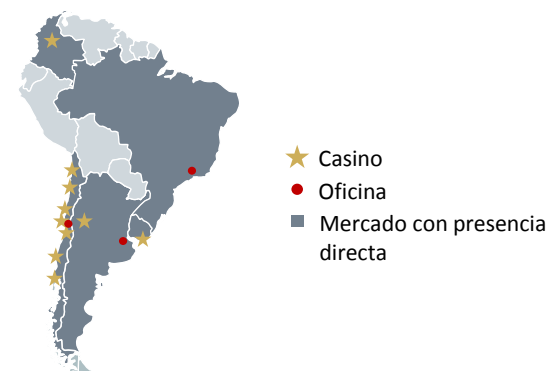 Casino
Oficina
Mercado con presencia
directa